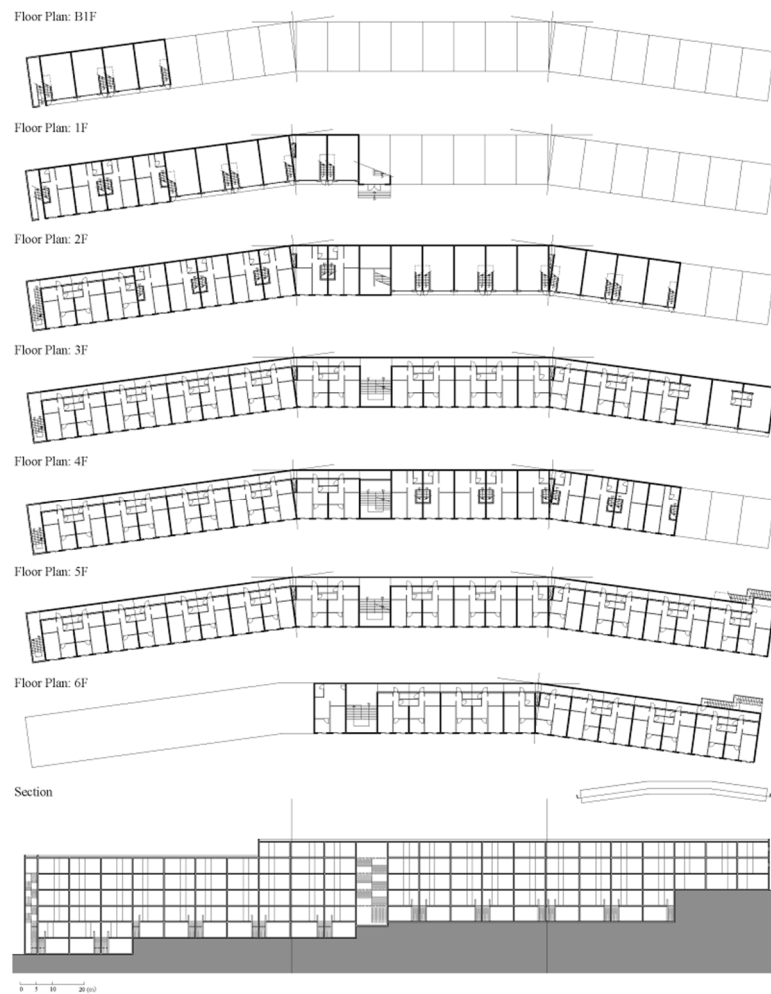 Floor Plan: B1F
Floor Plan: 1F
Floor Plan: 2F
Floor Plan: 3F
Floor Plan: 4F
Floor Plan: 5F
Floor Plan: 6F
Section
0 5 10 20 (m)